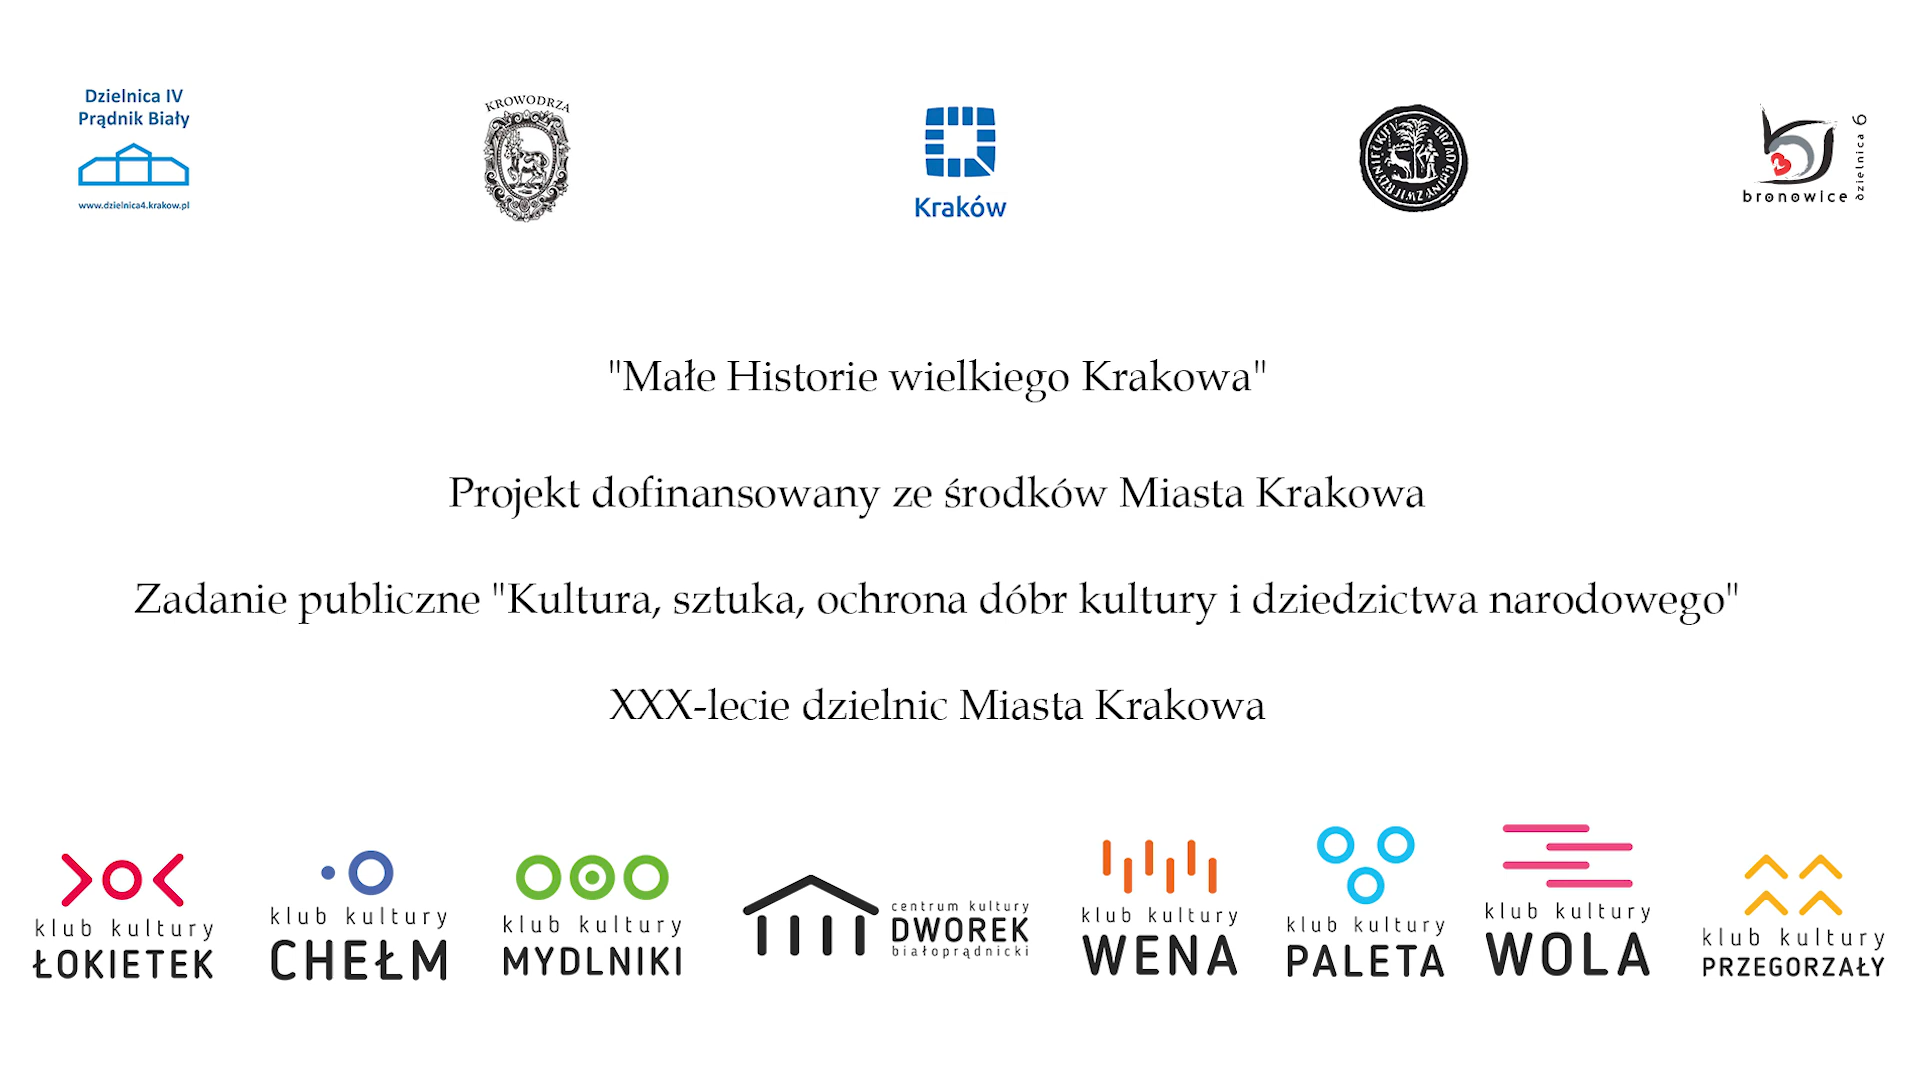 Dzielnica IV
Prądnik Biały
www.dzielnica4.krakow.pl
KROWODRZA
Kraków
URZĄD GMINY ZWIERZYNIECKIEJ
bronowice
dzielnica 6
"Małe Historie wielkiego Krakowa"
Projekt dofinansowany ze środków Miasta Krakowa
Zadanie publiczne "Kultura, sztuka, ochrona dóbr kultury i dziedzictwa narodowego"
XXX-lecie dzielnic Miasta Krakowa
klub kultury
ŁOKIETEK
klub kultury
CHEŁM
klub kultury
MYDLNIKI
centrum kultury
DWOREK
białoprądnicki
klub kultury
WENA
klub kultury
PALETA
klub kultury
WOLA
klub kultury
PRZEGORZAŁY